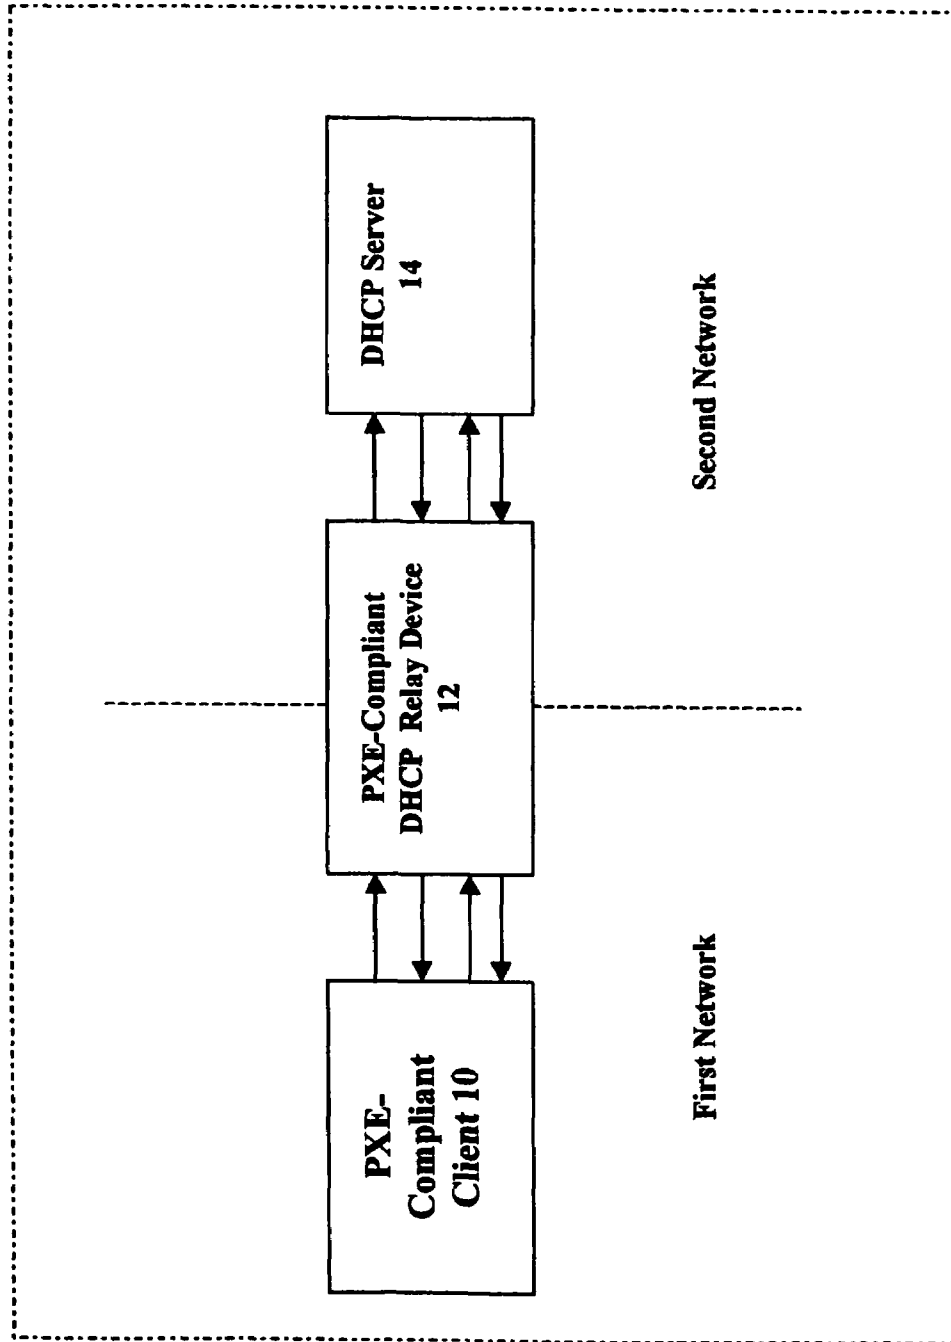 PXE-
Compliant
Client 10
PXE-Compliant
DHCP Relay Device
12
DHCP Server
14
First Network
Second Network